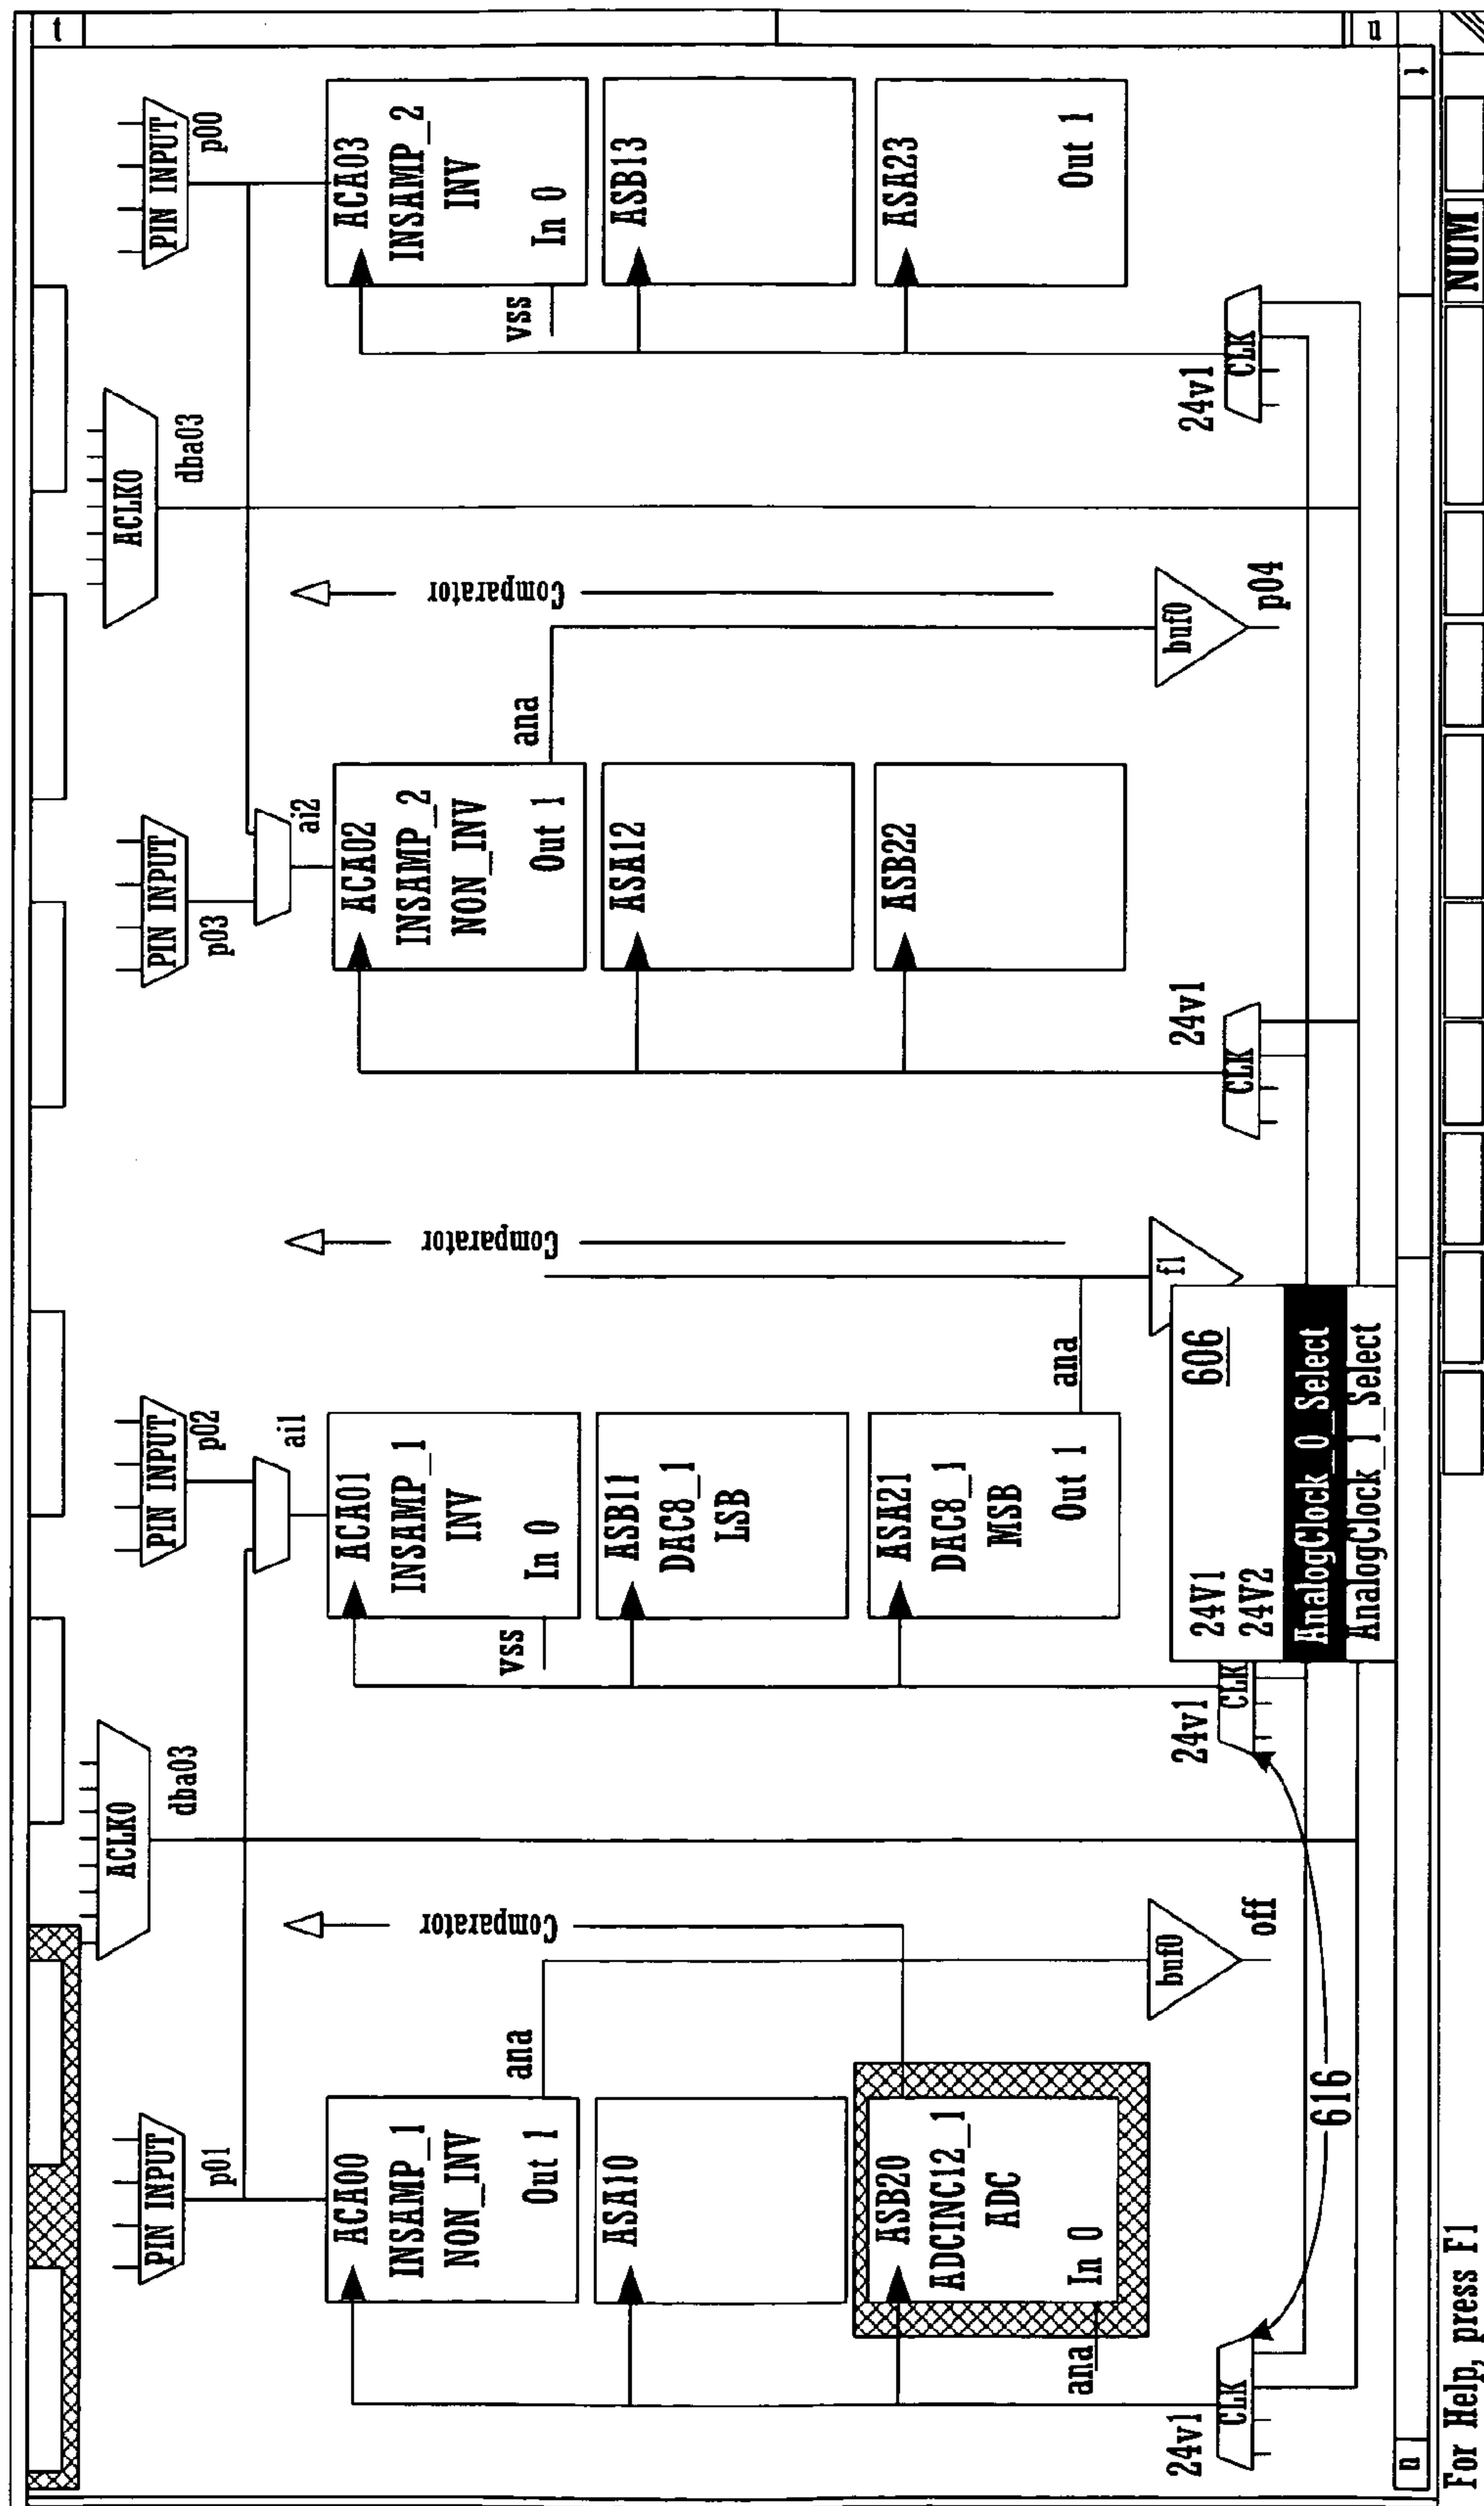 t
ACLK0
dba03
ACLK0
dba03
PIN INPUT
p01
PIN INPUT
p02
PIN INPUT
p03
PIN INPUT
p00
ai1
ai2
ACA00
INSAMP_1
NON_INV
Out 1
ana
Comparator
vss
ACA01
INSAMP_1
INV
In 0
Comparator
ACA02
INSAMP_2
NON_INV
Out 1
ana
Comparator
vss
ACA03
INSAMP_2
INV
In 0
ASA10
ASB11
DAC8_1
LSB
ASA12
ASB13
ASB20
ADCINC12_1
ADC
In 0
ana
ASA21
DAC8_1
MSB
Out 1
ana
ASB22
ASA23
Out 1
24v1
CLK
buf0
off
24v1
CLK
f1
24v1
CLK
buf0
p04
24v1
CLK
606
24V1
24V2
AnalogClock_0_Select
AnalogClock_1_Select
616
n
t
n
For Help, press F1
NUM